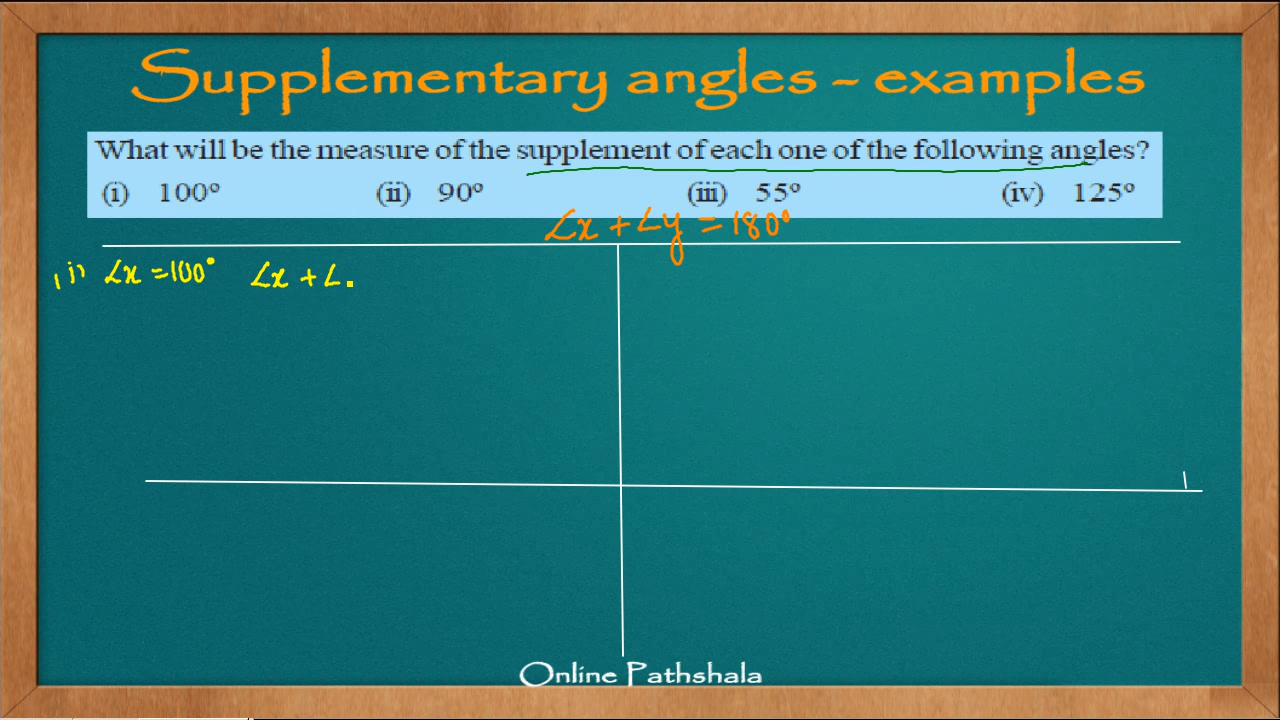 Supplementary angles - examples
What will be the measure of the supplement of each one of the following angles?
(i) 100° (ii) 90° (iii) 55° (iv) 125°
∠x + ∠y = 180°
(i) ∠x = 100° ∠x + ∠
Online Pathshala